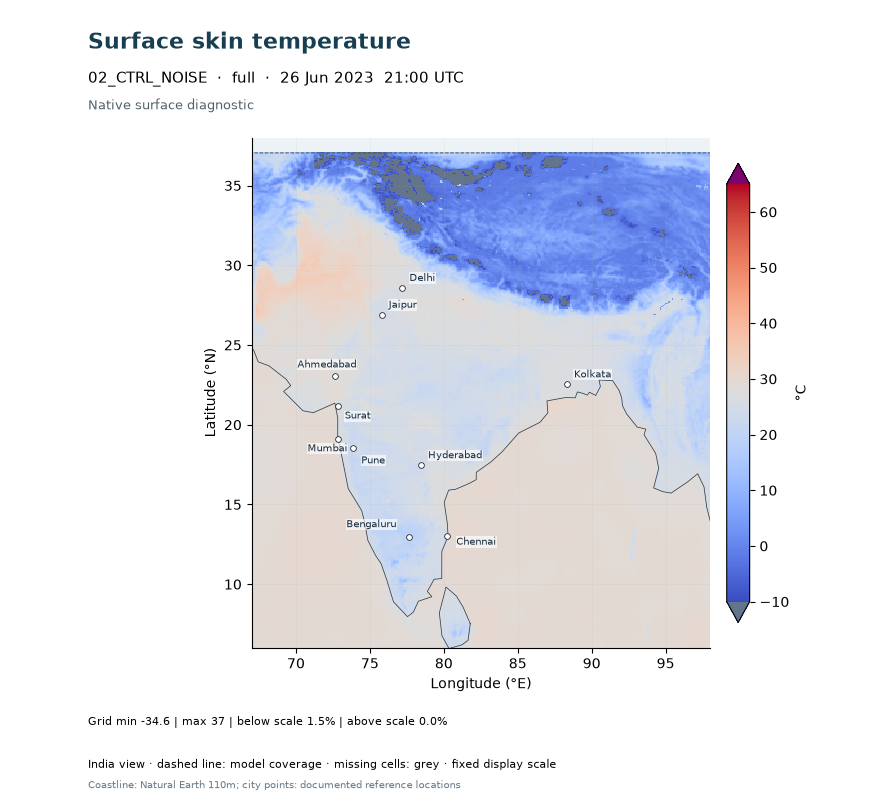 Surface skin temperature
02_CTRL_NOISE · full · 26 Jun 2023 21:00 UTC
Native surface diagnostic
35
30
25
20
15
10
Latitude (°N)
Delhi
Jaipur
Ahmedabad
Kolkata
Surat
Mumbai
Pune
Hyderabad
Bengaluru
Chennai
70
75
80
85
90
95
Longitude (°E)
60
50
40
30
20
10
0
−10
°C
Grid min -34.6 | max 37 | below scale 1.5% | above scale 0.0%
India view · dashed line: model coverage · missing cells: grey · fixed display scale
Coastline: Natural Earth 110m; city points: documented reference locations